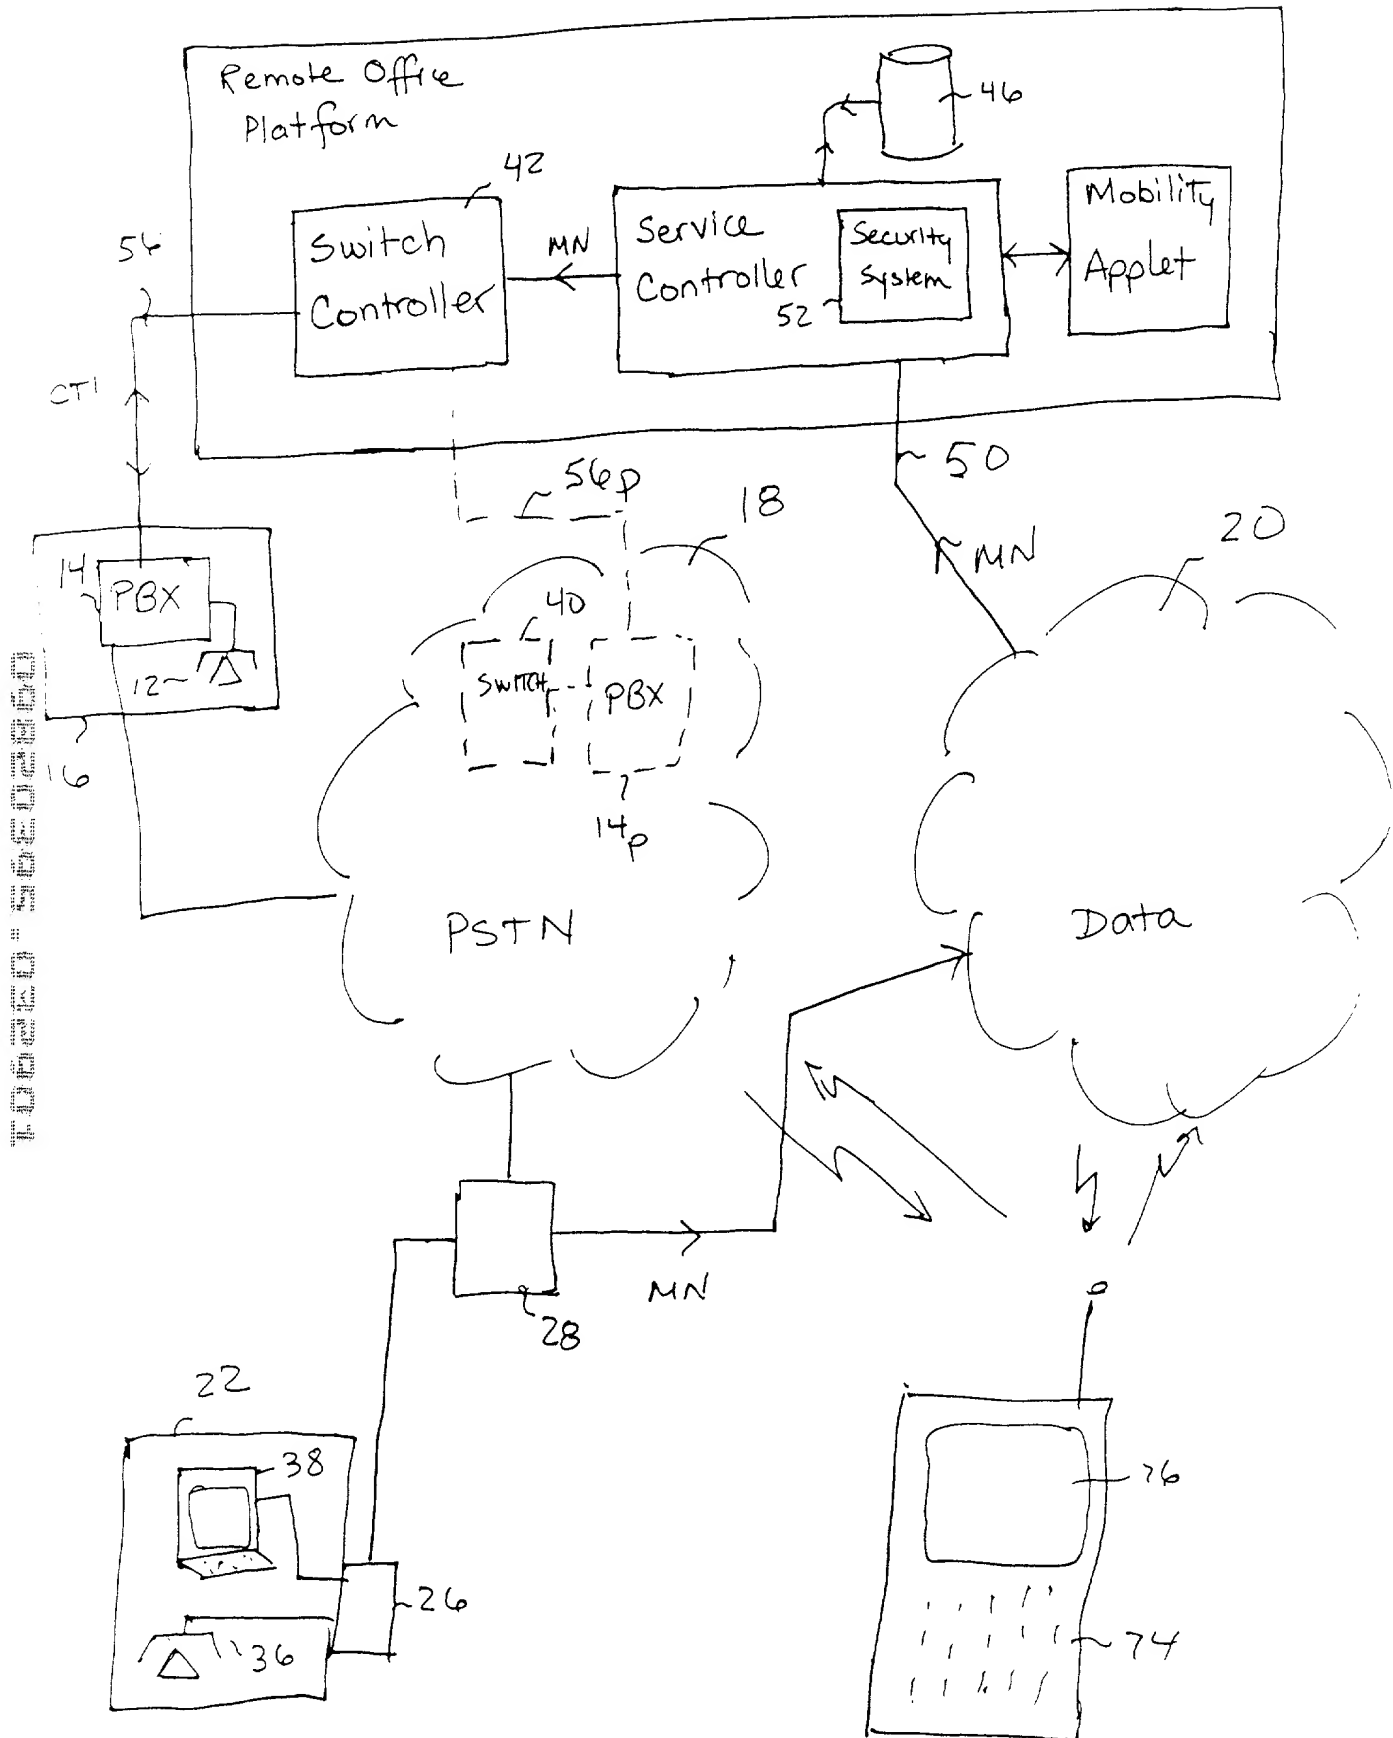 Remote Office
Platform
46
42
Switch
Controller
MN
Service
Controller
Security
System
52
Mobility
Applet
56
CTI
50
56p
18
MN
20
14
PBX
12
16
40
SWITCH
PBX
14p
PSTN
Data
MN
28
22
38
26
36
76
74